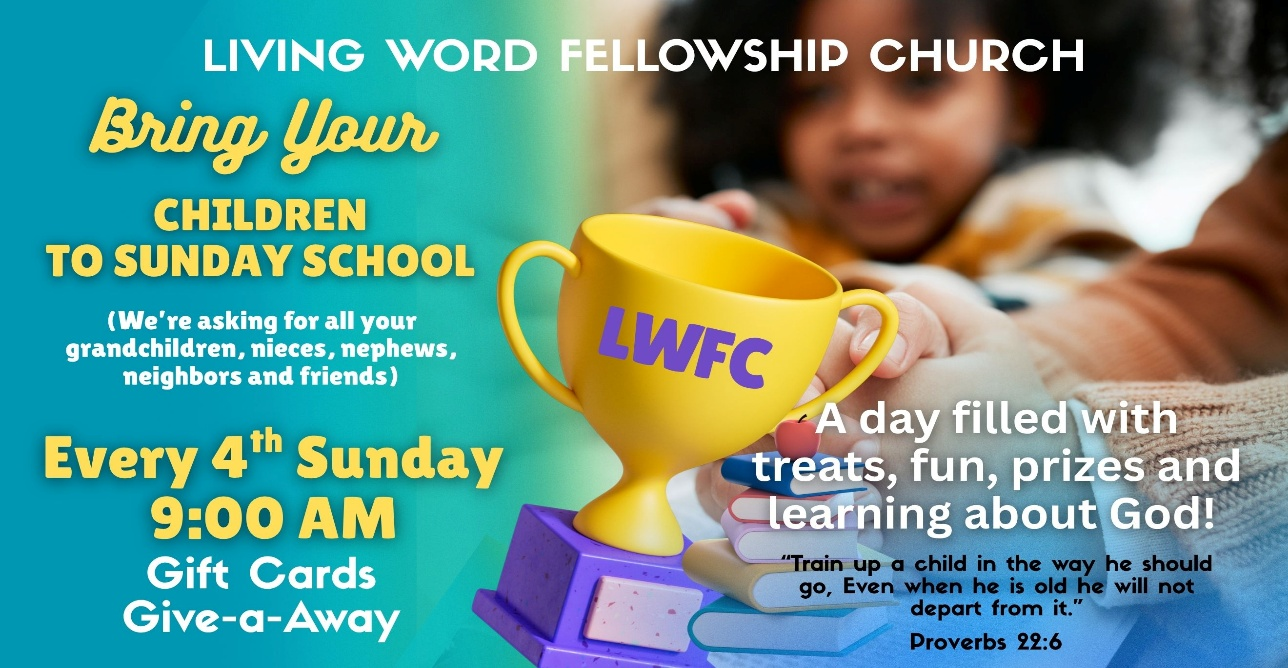 LIVING WORD FELLOWSHIP CHURCH
Bring Your
CHILDREN
TO SUNDAY SCHOOL
(We're asking for all your
grandchildren, nieces, nephews,
neighbors and friends)
Every 4th Sunday
9:00 AM
Gift Cards
Give-a-Away
LWFC
A day filled with
treats, fun, prizes and
learning about God!
“Train up a child in the way he should
go, Even when he is old he will not
depart from it.”
Proverbs 22:6